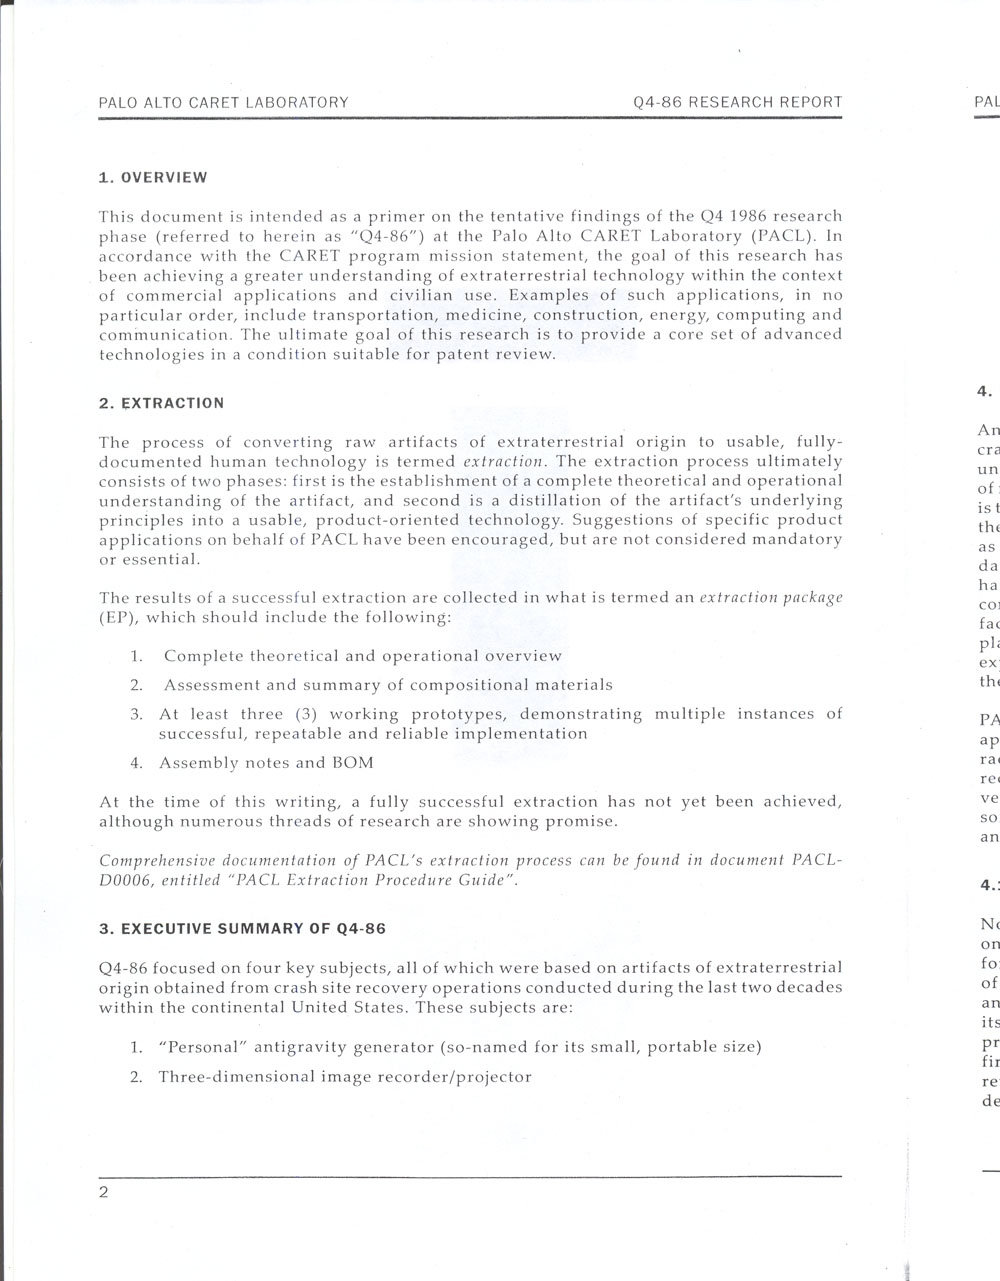 PALO ALTO CARET LABORATORY Q4-86 RESEARCH REPORT
1. OVERVIEW
This document is intended as a primer on the tentative findings of the Q4 1986 research
phase (referred to herein as "Q4-86") at the Palo Alto CARET Laboratory (PACL). In
accordance with the CARET program mission statement, the goal of this research has
been achieving a greater understanding of extraterrestrial technology within the context
of commercial applications and civilian use. Examples of such applications, in no
particular order, include transportation, medicine, construction, energy, computing and
communication. The ultimate goal of this research is to provide a core set of advanced
technologies in a condition suitable for patent review.
2. EXTRACTION
The process of converting raw artifacts of extraterrestrial origin to usable, fully-
documented human technology is termed extraction. The extraction process ultimately
consists of two phases: first is the establishment of a complete theoretical and operational
understanding of the artifact, and second is a distillation of the artifact's underlying
principles into a usable, product-oriented technology. Suggestions of specific product
applications on behalf of PACL have been encouraged, but are not considered mandatory
or essential.
The results of a successful extraction are collected in what is termed an extraction package
(EP), which should include the following:
1. Complete theoretical and operational overview
2. Assessment and summary of compositional materials
3. At least three (3) working prototypes, demonstrating multiple instances of
successful, repeatable and reliable implementation
4. Assembly notes and BOM
At the time of this writing, a fully successful extraction has not yet been achieved,
although numerous threads of research are showing promise.
Comprehensive documentation of PACL's extraction process can be found in document PACL-
D0006, entitled "PACL Extraction Procedure Guide".
3. EXECUTIVE SUMMARY OF Q4-86
Q4-86 focused on four key subjects, all of which were based on artifacts of extraterrestrial
origin obtained from crash site recovery operations conducted during the last two decades
within the continental United States. These subjects are:
1. "Personal" antigravity generator (so-named for its small, portable size)
2. Three-dimensional image recorder/projector
2
PAL
4.
An
cra
un
of
is t
the
as
da
ha
con
fac
pla
ex
the
PA
ap
rac
rec
ve
so
an
4.
No
on
fo
of
an
its
pr
fir
re
de